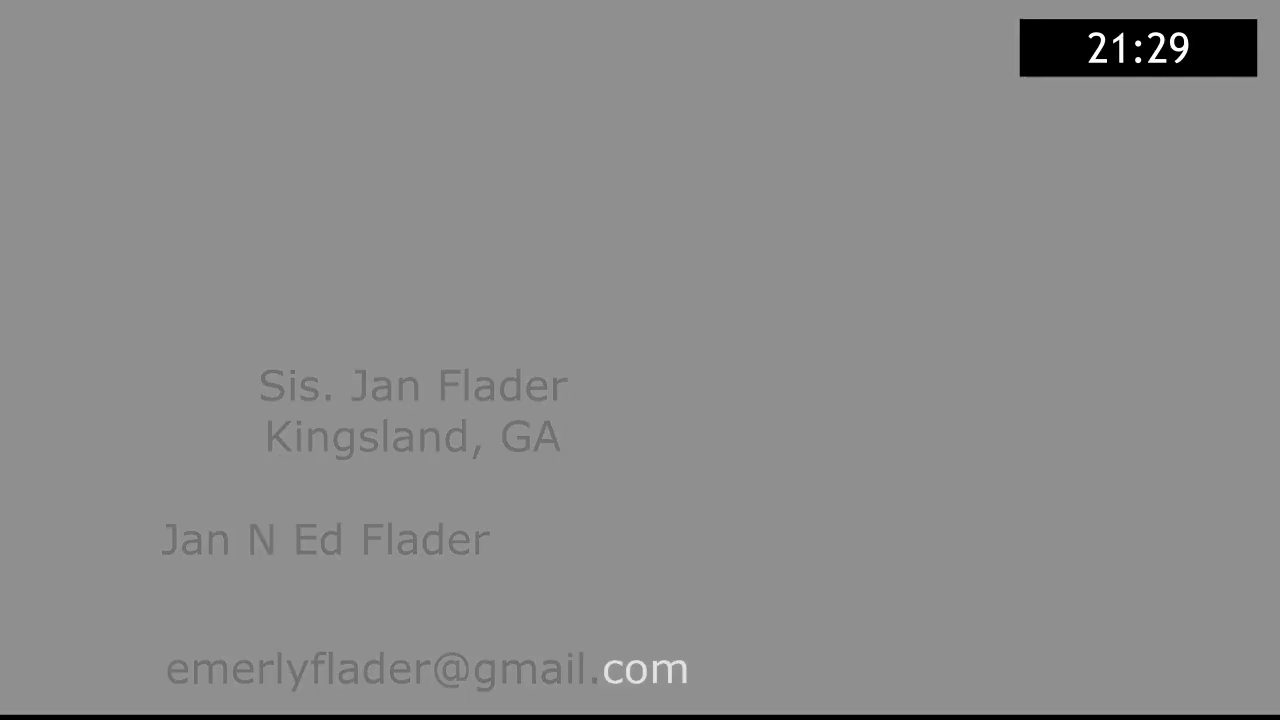 21:29
Sis. Jan Flader
Kingsland, GA
Jan N Ed Flader
emerlyflader@gmail.com